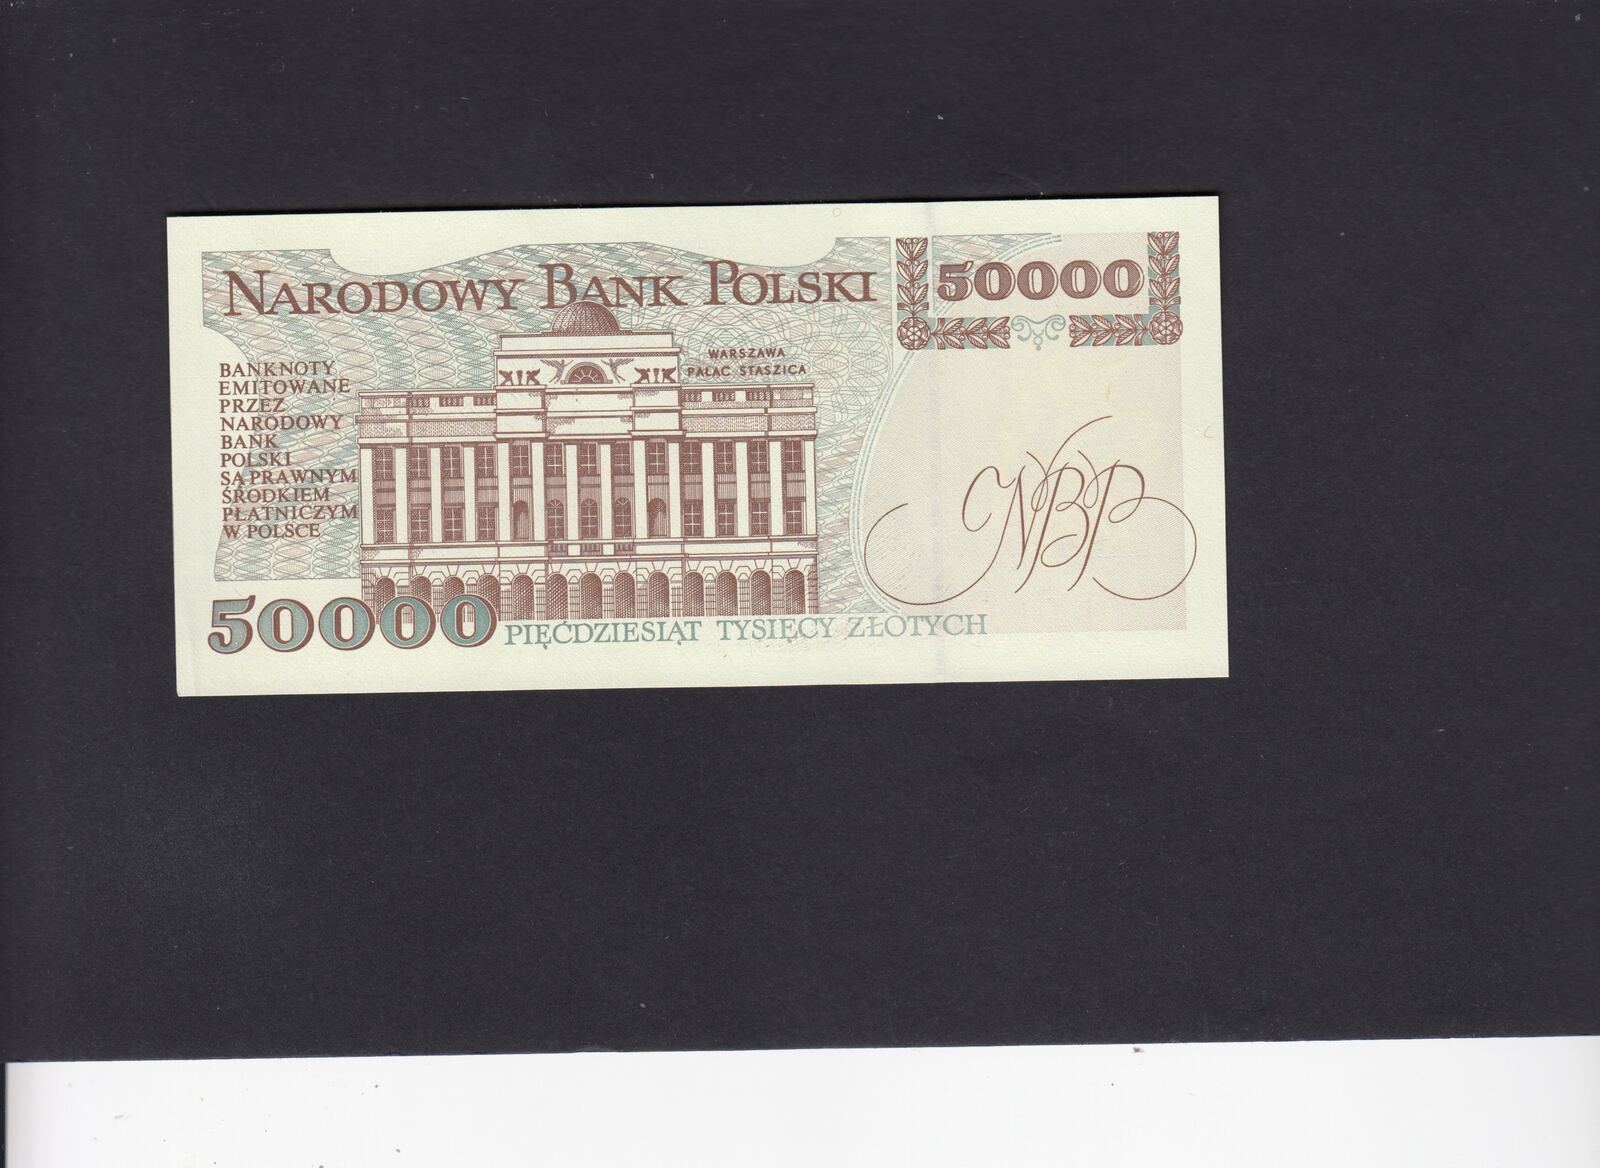 NARODOWY BANK POLSKI
50000
WARSZAWA
PAŁAC STASZICA
BANKNOTY
EMITOWANE
PRZEZ
NARODOWY
BANK
POLSKI
SĄ PRAWNYM
ŚRODKIEM
PŁATNICZYM
W POLSCE
NBP
50000
PIĘĆDZIESIĄT TYSIĘCY ZŁOTYCH